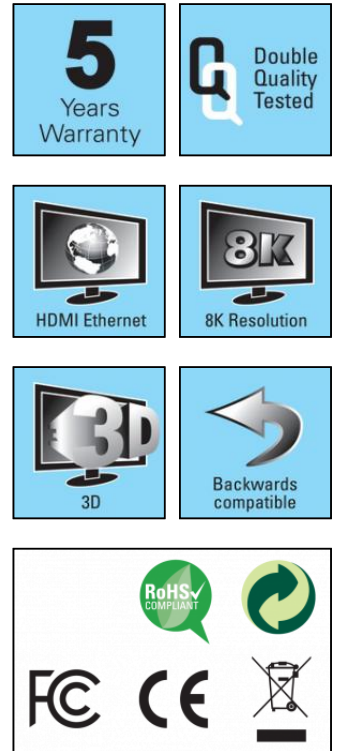 5
Years
Warranty
Double
Quality
Tested
HDMI Ethernet
8K
8K Resolution
3D
3D
Backwards
compatible
RoHS
COMPLIANT
FC
CE